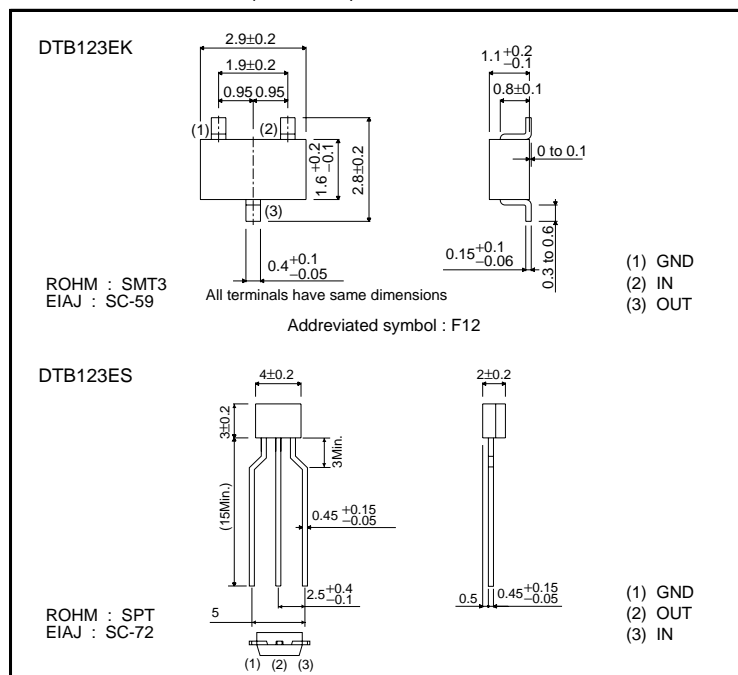 DTB123EK
2.9±0.2
1.9±0.2
0.95 0.95
(1) (2)
(3)
1.6 +0.2 −0.1
2.8±0.2
0.4 +0.1 −0.05
All terminals have same dimensions
1.1 +0.2 −0.1
0.8±0.1
0 to 0.1
0.15 +0.1 −0.06
0.3 to 0.6
ROHM : SMT3
EIAJ : SC-59
Addreviated symbol : F12
(1) GND
(2) IN
(3) OUT
DTB123ES
4±0.2
3±0.2
(15Min.)
3Min.
0.45 +0.15 −0.05
2.5 +0.4 −0.1
5
(1) (2) (3)
2±0.2
0.5 0.45 +0.15 −0.05
ROHM : SPT
EIAJ : SC-72
(1) GND
(2) OUT
(3) IN